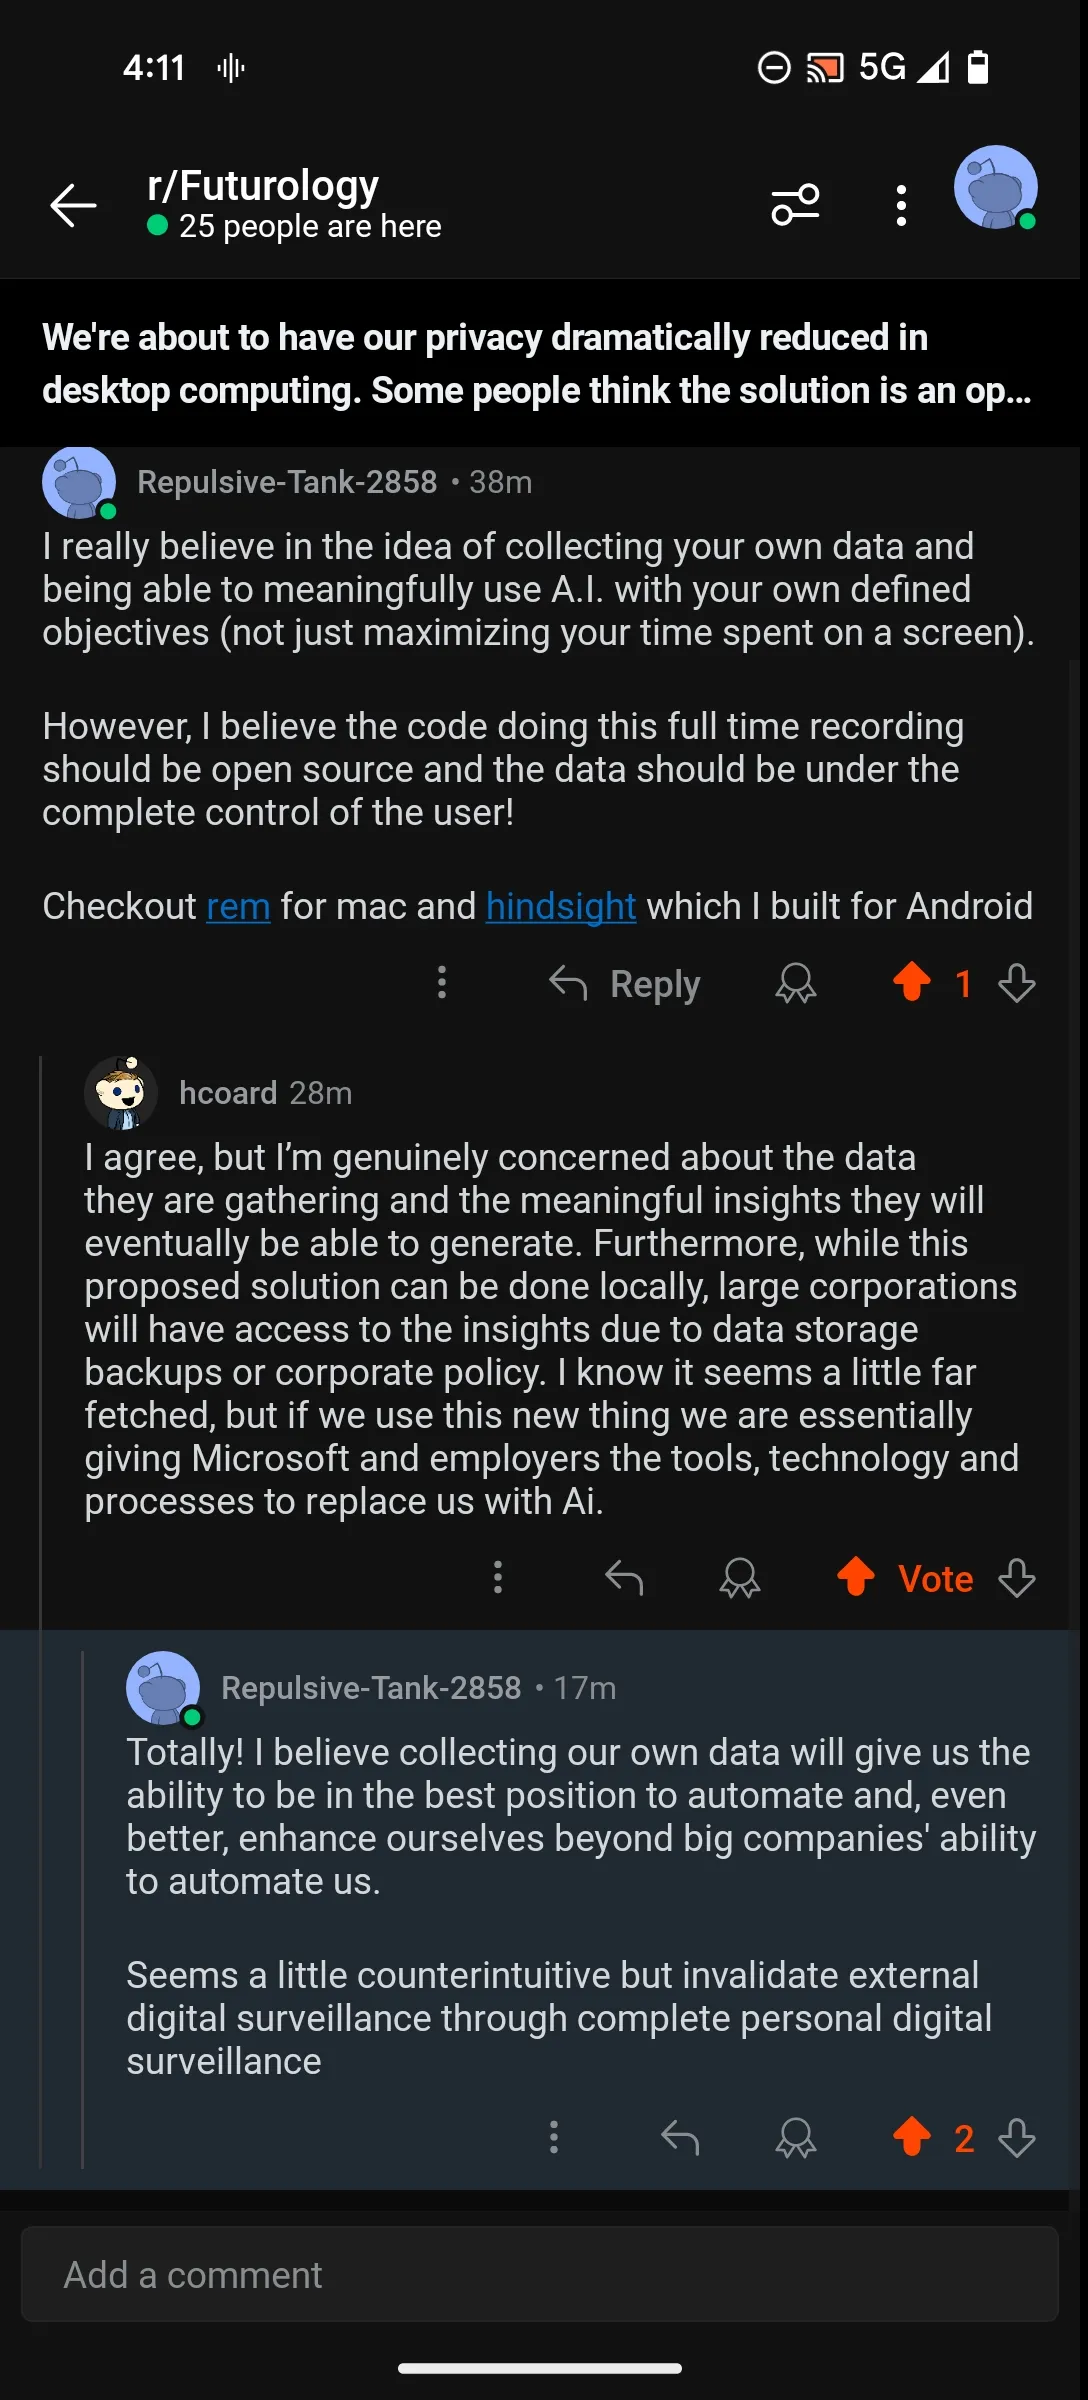 4:11
5G
r/Futurology
25 people are here
We're about to have our privacy dramatically reduced in
desktop computing. Some people think the solution is an op...
Repulsive-Tank-2858 • 38m
I really believe in the idea of collecting your own data and
being able to meaningfully use A.I. with your own defined
objectives (not just maximizing your time spent on a screen).
However, I believe the code doing this full time recording
should be open source and the data should be under the
complete control of the user!
Checkout rem for mac and hindsight which I built for Android
Reply
1
hcoard 28m
I agree, but I’m genuinely concerned about the data
they are gathering and the meaningful insights they will
eventually be able to generate. Furthermore, while this
proposed solution can be done locally, large corporations
will have access to the insights due to data storage
backups or corporate policy. I know it seems a little far
fetched, but if we use this new thing we are essentially
giving Microsoft and employers the tools, technology and
processes to replace us with Ai.
Vote
Repulsive-Tank-2858 • 17m
Totally! I believe collecting our own data will give us the
ability to be in the best position to automate and, even
better, enhance ourselves beyond big companies' ability
to automate us.
Seems a little counterintuitive but invalidate external
digital surveillance through complete personal digital
surveillance
2
Add a comment